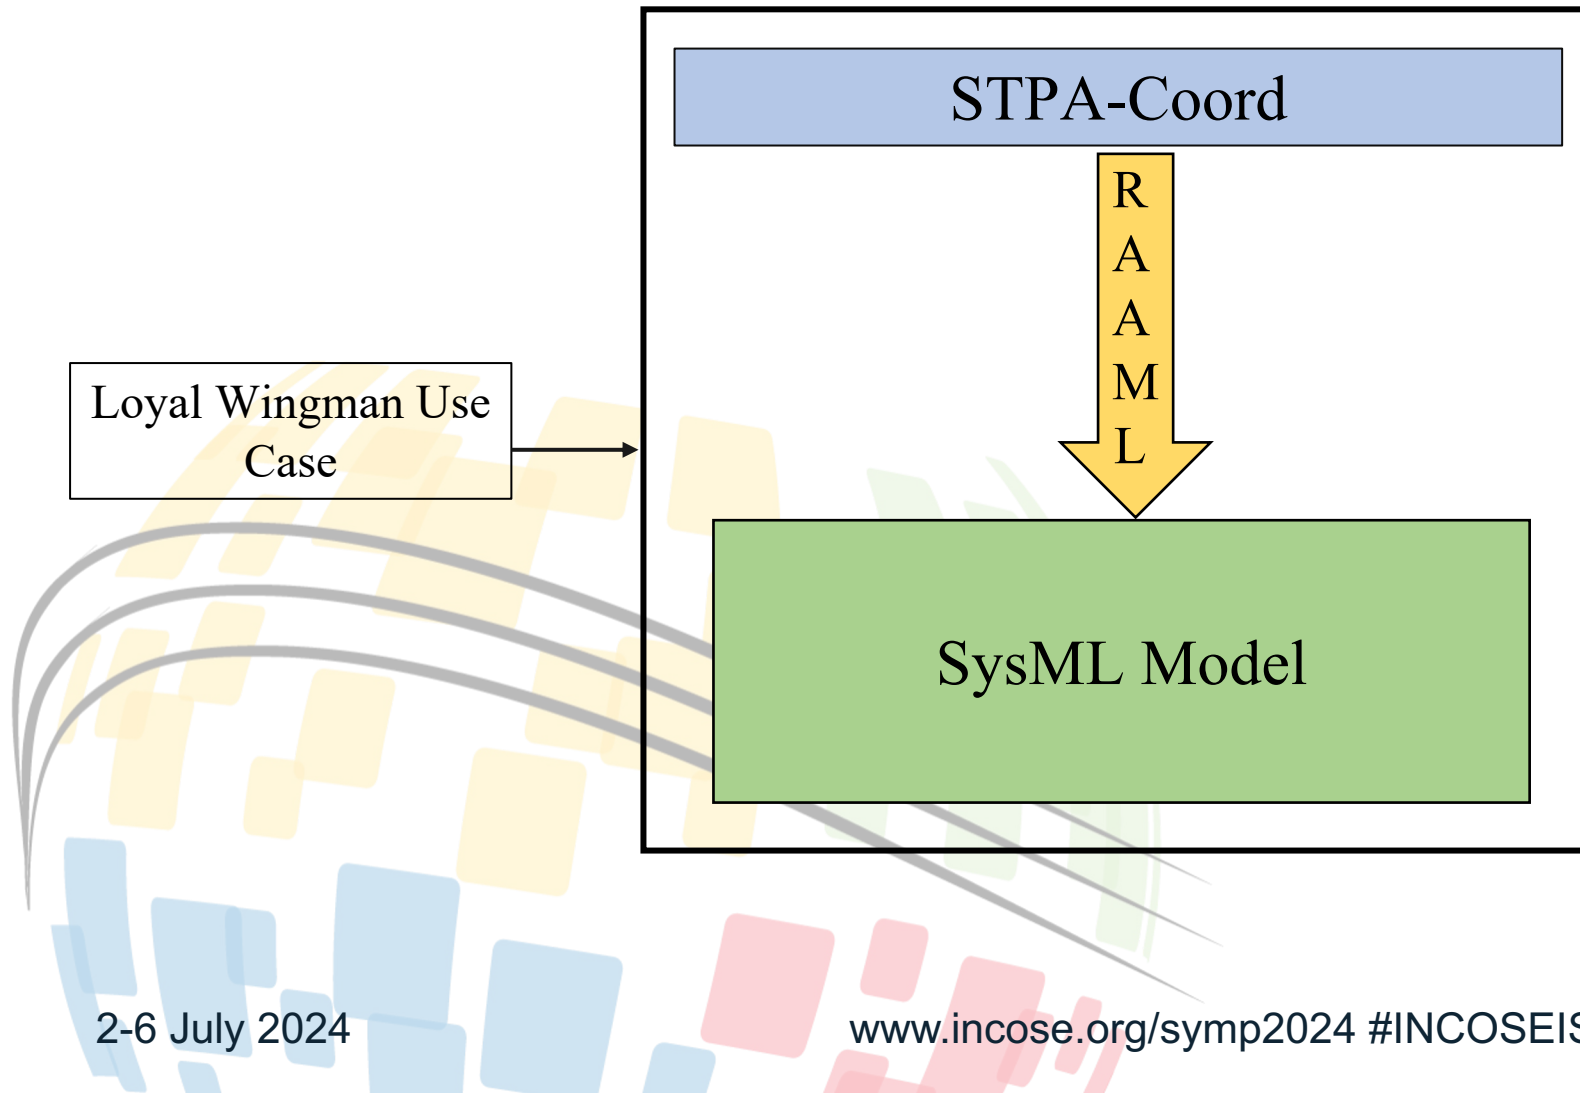 STPA-Coord
R
A
A
M
L
Loyal Wingman Use
Case
SysML Model
2-6 July 2024
www.incose.org/symp2024 #INCOSEIS